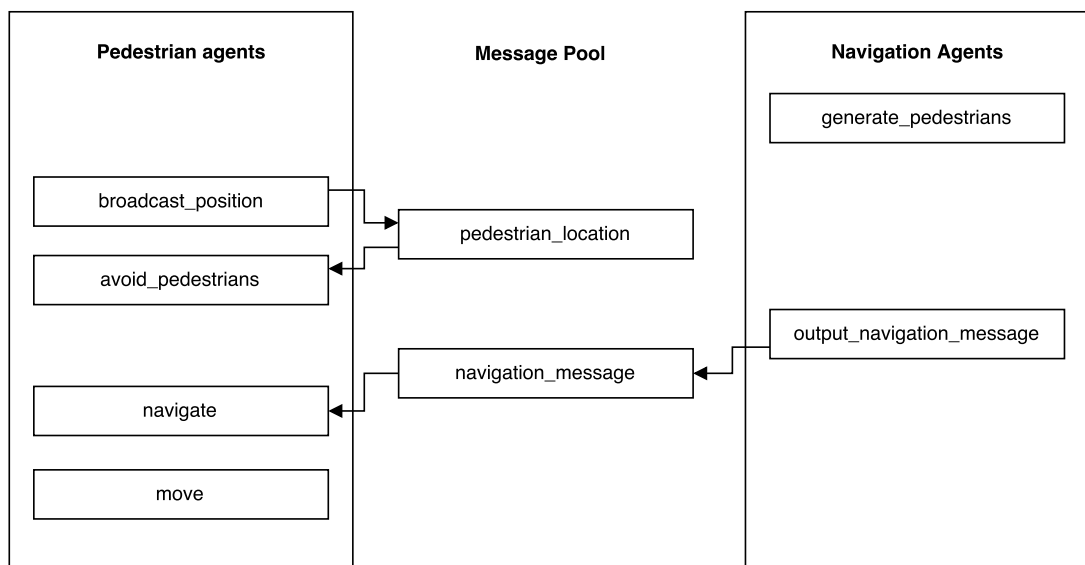 Pedestrian agents
Message Pool
Navigation Agents
generate_pedestrians
broadcast_position
pedestrian_location
avoid_pedestrians
output_navigation_message
navigation_message
navigate
move